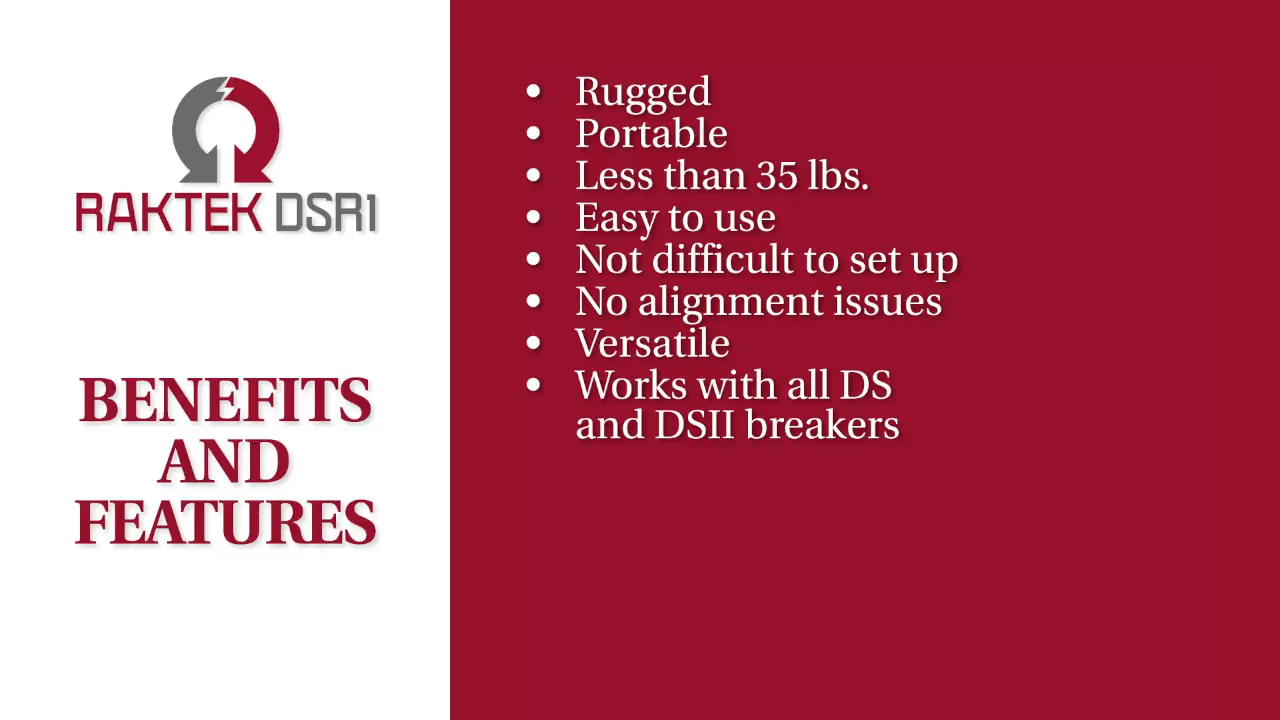 RAKTEK DSR1
BENEFITS
AND
FEATURES
• Rugged
• Portable
• Less than 35 lbs.
• Easy to use
• Not difficult to set up
• No alignment issues
• Versatile
• Works with all DS
and DSII breakers